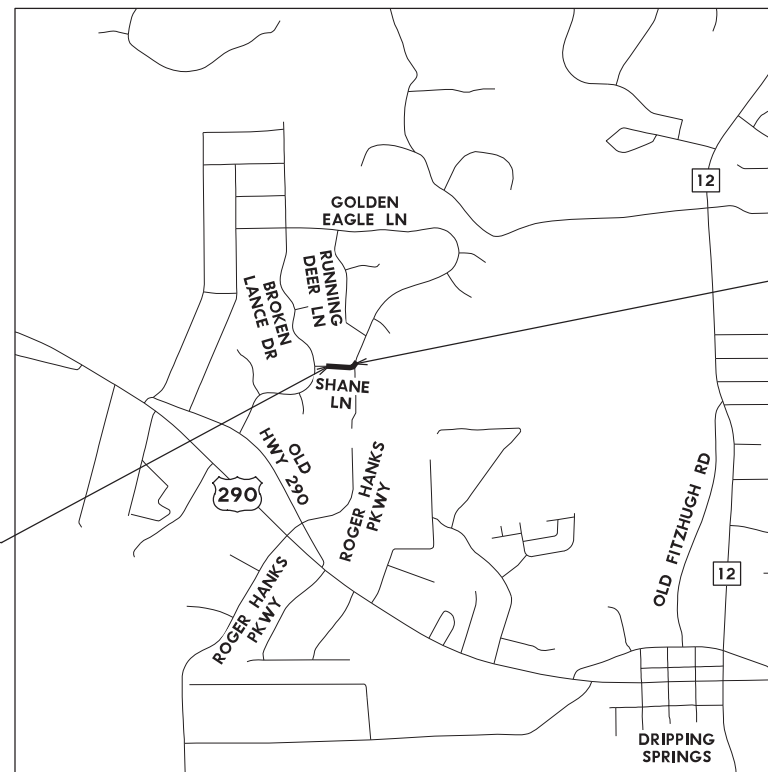 12
GOLDEN
EAGLE LN
RUNNING
DEER LN
BROKEN
LANCE DR
SHANE
LN
OLD
HWY 290
290
ROGER HANKS
PKWY
OLD FITZHUGH RD
12
ROGER HANKS
PKWY
DRIPPING
SPRINGS